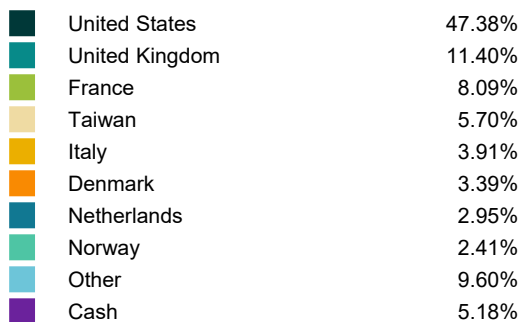 United States 47.38%
United Kingdom 11.40%
France 8.09%
Taiwan 5.70%
Italy 3.91%
Denmark 3.39%
Netherlands 2.95%
Norway 2.41%
Other 9.60%
Cash 5.18%